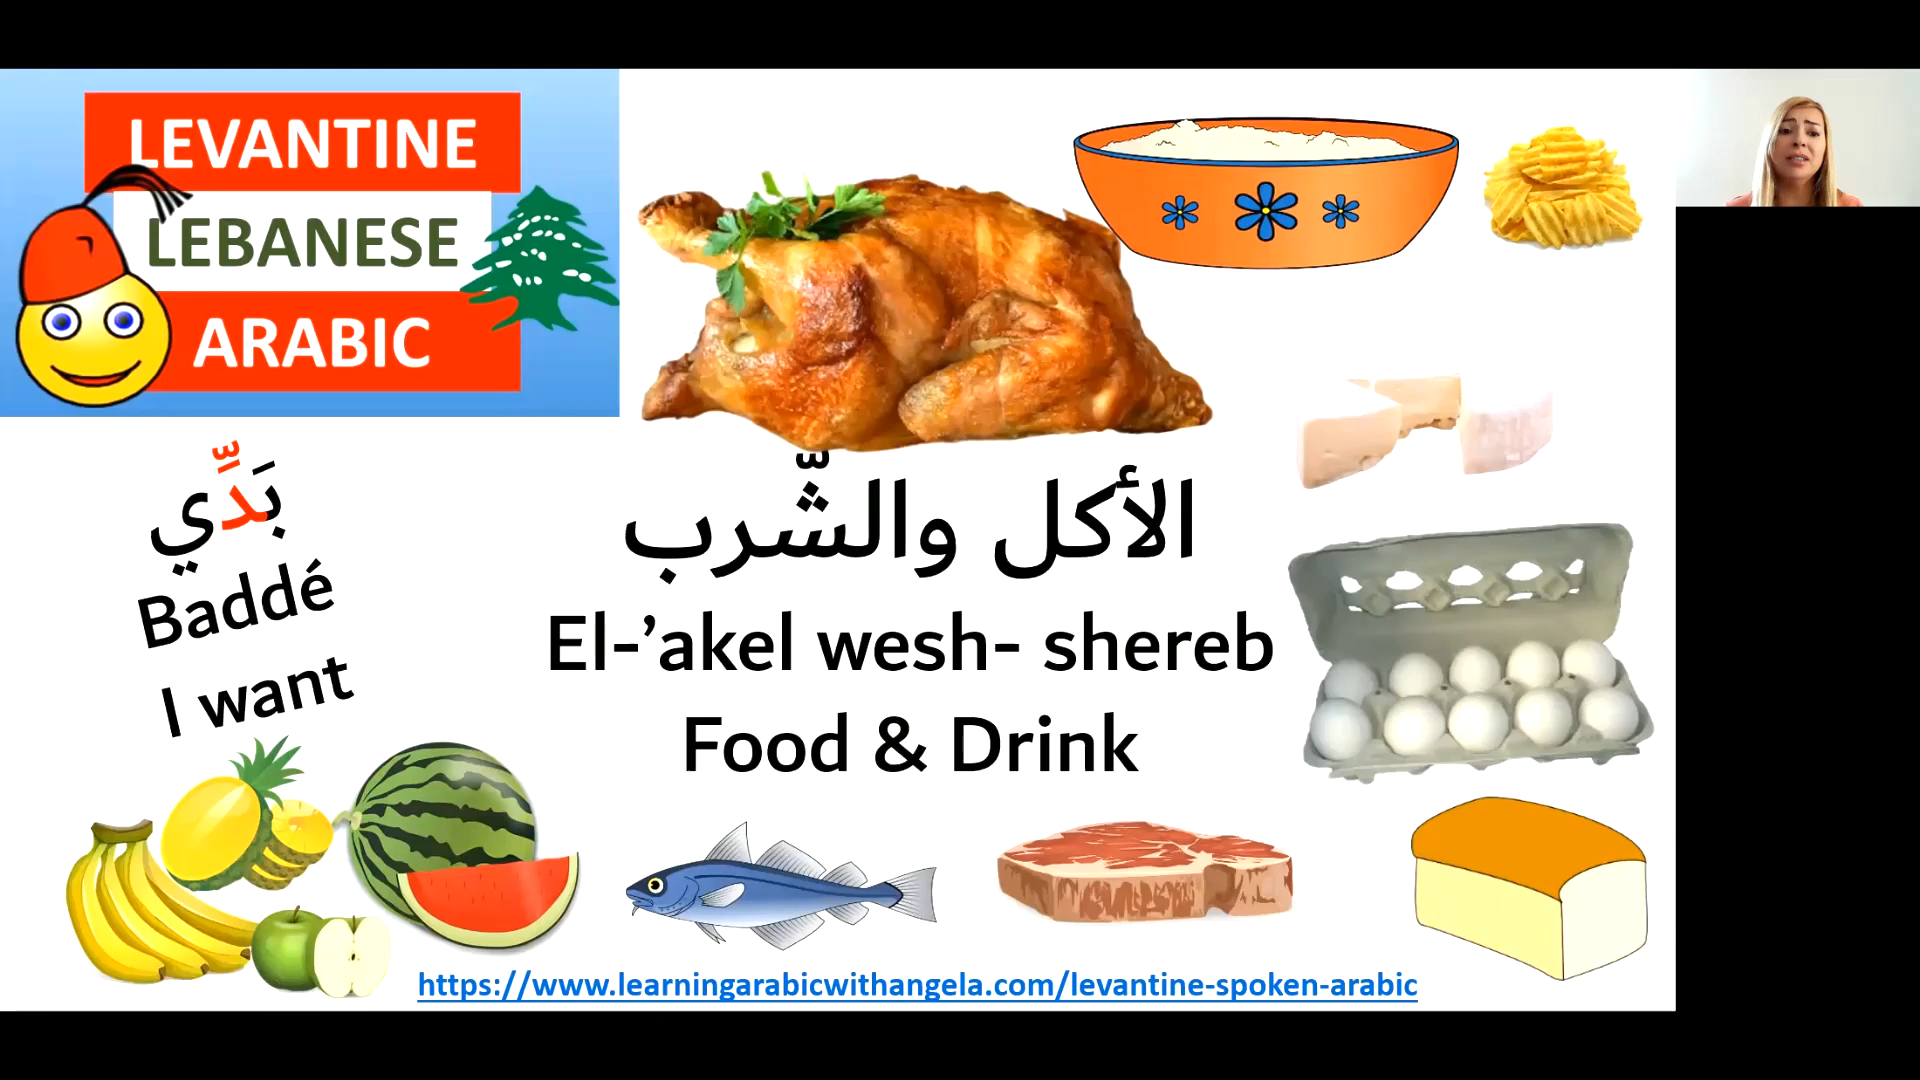 LEVANTINE
LEBANESE
ARABIC
بَدِّي
Baddé
I want
الأكل والشّرب
El-’akel wesh- shereb
Food & Drink
https://www.learningarabicwithangela.com/levantine-spoken-arabic